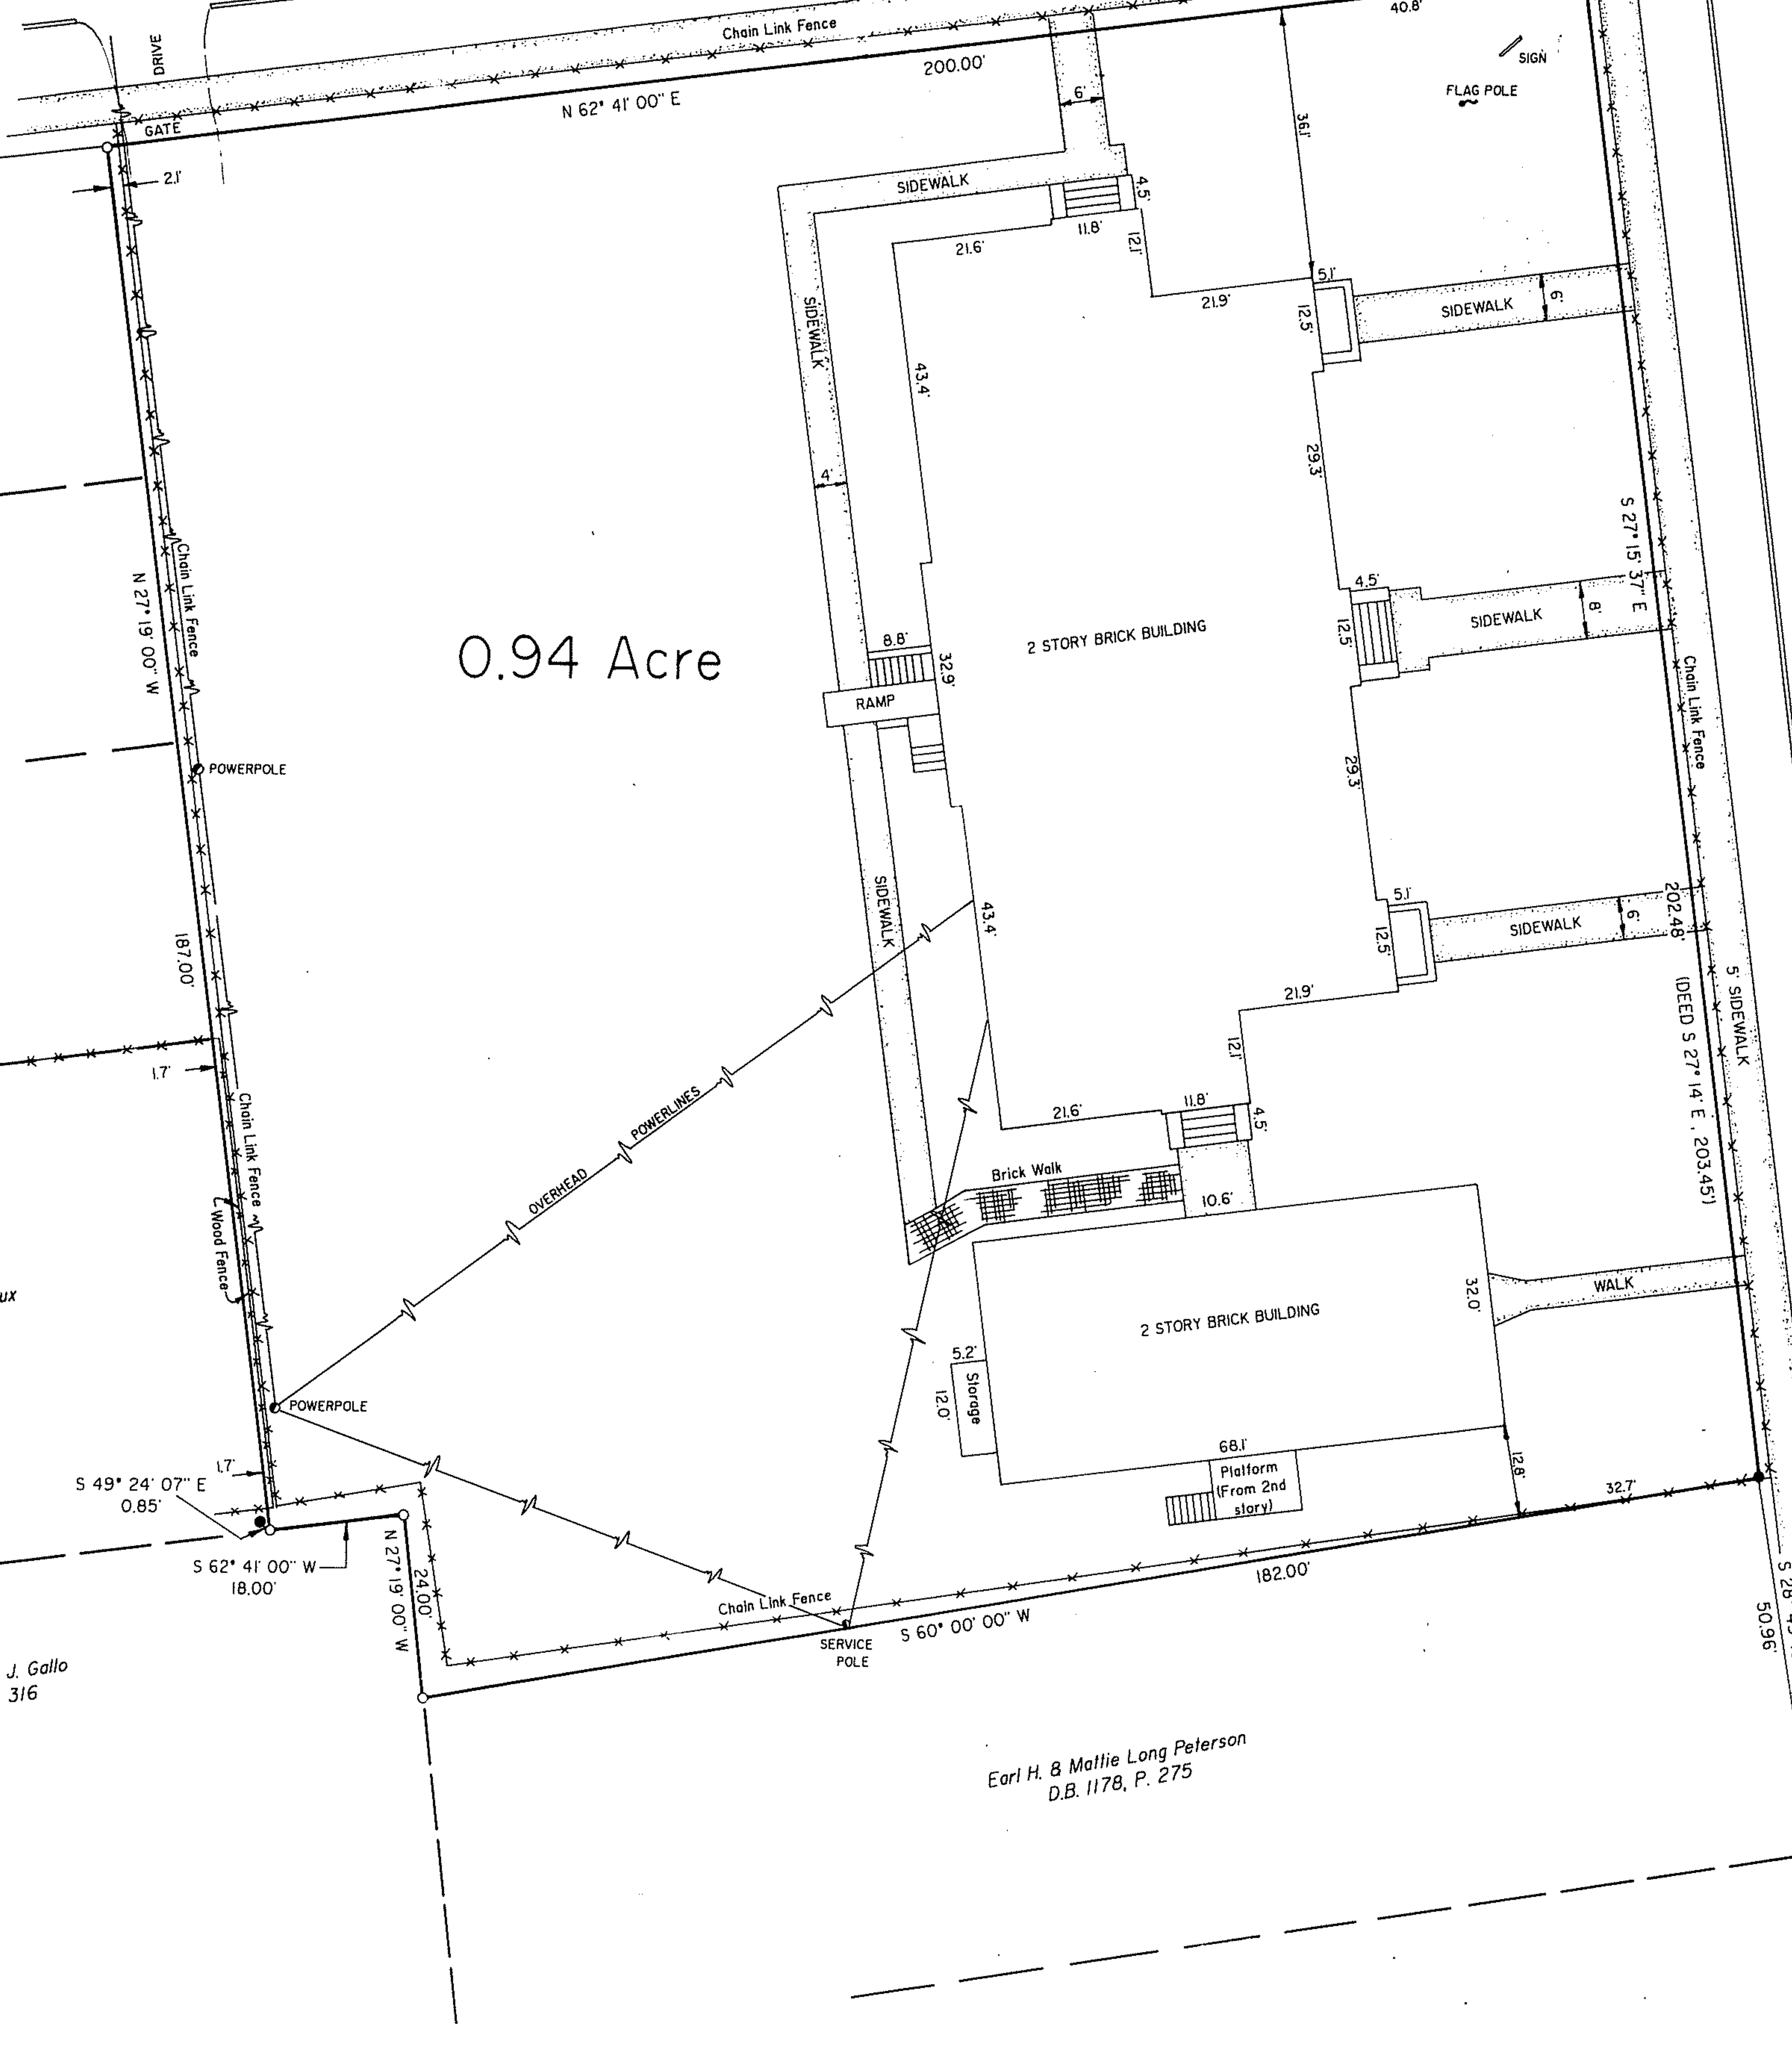 40.8'
Chain Link Fence
DRIVE
SIGN
200.00'
FLAG POLE
6'
N 62° 41' 00" E
GATE
36.1'
2.1'
SIDEWALK
4.5'
11.8'
12.1'
21.6'
5.1'
21.9'
12.5'
SIDEWALK
6'
SIDEWALK
43.4'
29.3'
4'
S 27° 15' 37" E
Chain Link Fence
N 27° 19' 00" W
4.5'
12.5'
SIDEWALK
8'
2 STORY BRICK BUILDING
0.94 Acre
8.8'
32.9'
RAMP
Chain Link Fence
POWERPOLE
29.3'
5.1'
12.5'
SIDEWALK
6'
202.48'
SIDEWALK
43.4'
187.00'
21.9'
5' SIDEWALK
(DEED S 27° 14' E , 203.45')
12.1'
1.7'
Chain Link Fence
OVERHEAD POWERLINES
21.6'
11.8'
4.5'
Brick Walk
10.6'
Wood Fence
ux
32.0'
WALK
2 STORY BRICK BUILDING
5.2'
12.0'
Storage
POWERPOLE
68.1'
Platform
(From 2nd
story)
12.8'
32.7'
1.7'
S 49° 24' 07" E
0.85'
S 62° 41' 00" W
18.00'
N 27° 19' 00" W
24.00'
182.00'
Chain Link Fence
S 60° 00' 00" W
SERVICE
POLE
50.96'
J. Gallo
316
Earl H. & Mattie Long Peterson
D.B. 1178, P. 275